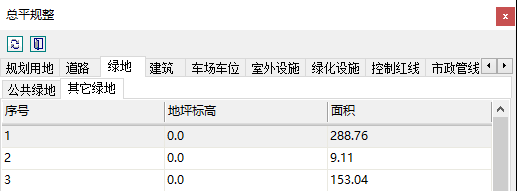 总平规整
规划用地 道路 绿地 建筑 车场车位 室外设施 绿化设施 控制红线 市政管线
公共绿地 其它绿地
序号 地坪标高 面积
1 0.0 288.76
2 0.0 9.11
3 0.0 153.04